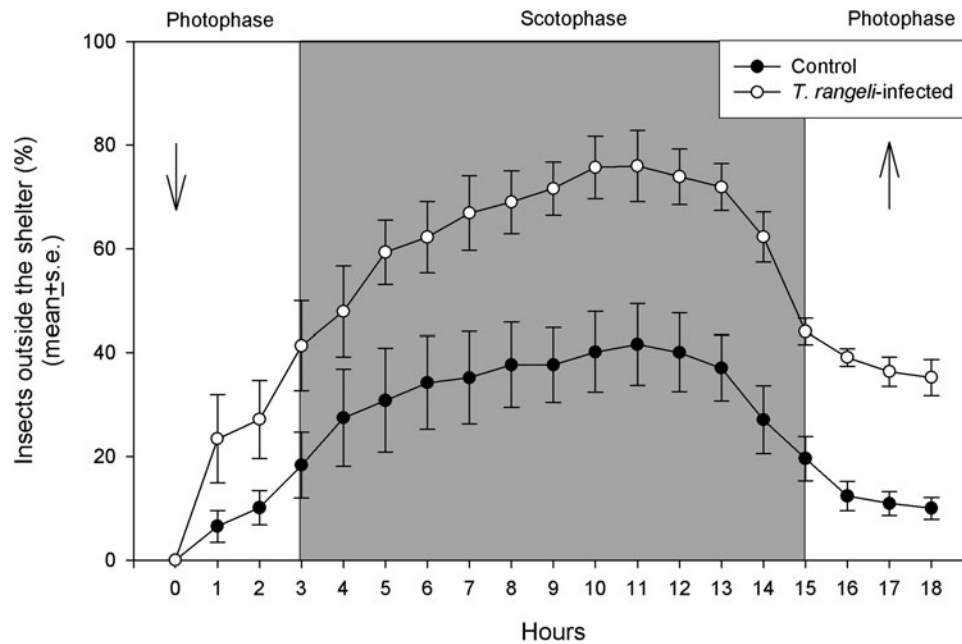 Photophase Scotophase Photophase
Control
T. rangeli-infected
Insects outside the shelter (%)
(mean±s.e.)
100
80
60
40
20
0
0 1 2 3 4 5 6 7 8 9 10 11 12 13 14 15 16 17 18
Hours